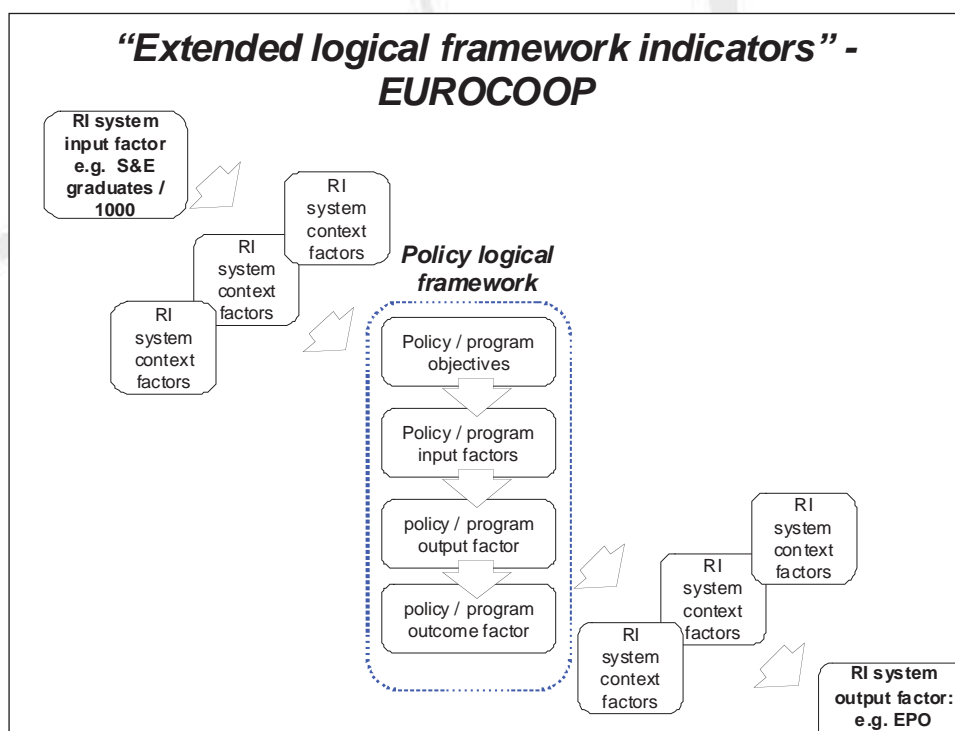 “Extended logical framework indicators” -
EUROCOOP
RI system
input factor
e.g. S&E
graduates /
1000
RI
system
context
factors
RI
system
context
factors
RI
system
context
factors
Policy logical
framework
Policy / program
objectives
Policy / program
input factors
policy / program
output factor
policy / program
outcome factor
RI
system
context
factors
RI
system
context
factors
RI
system
context
factors
RI system
output factor:
e.g. EPO